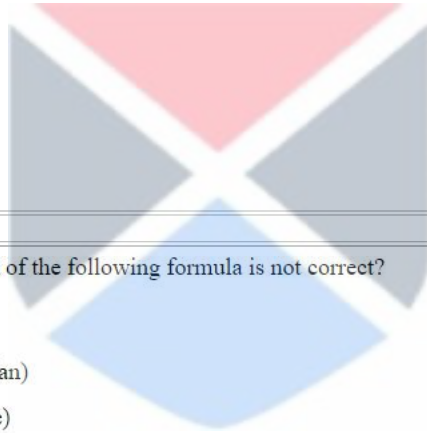 of the following formula is not correct?
an)
)